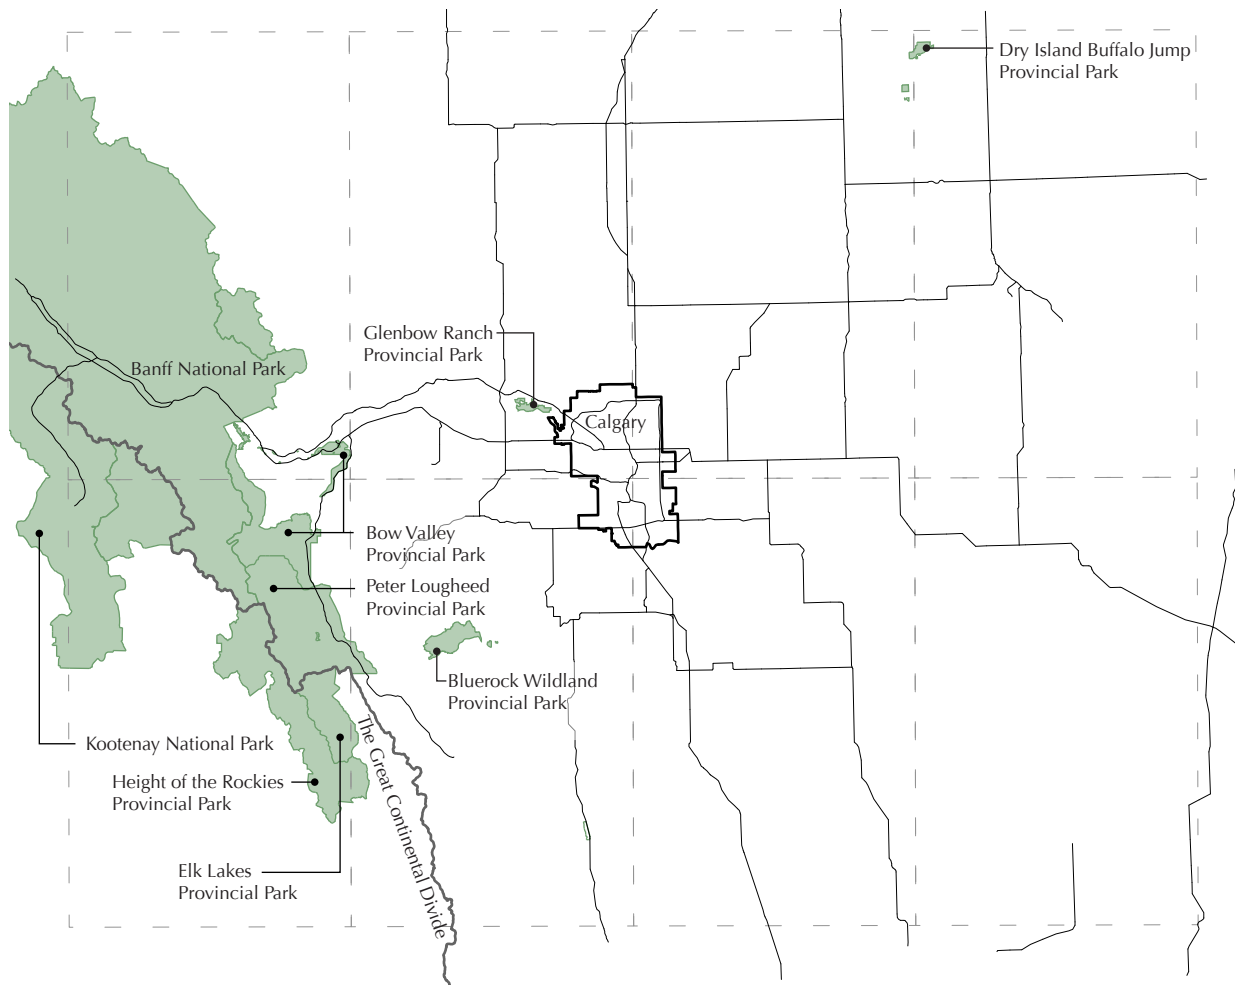 Dry Island Buffalo Jump
Provincial Park
Glenbow Ranch
Provincial Park
Banff National Park
Calgary
Bow Valley
Provincial Park
Peter Lougheed
Provincial Park
Bluerock Wildland
Provincial Park
Kootenay National Park
The Great Continental Divide
Height of the Rockies
Provincial Park
Elk Lakes
Provincial Park